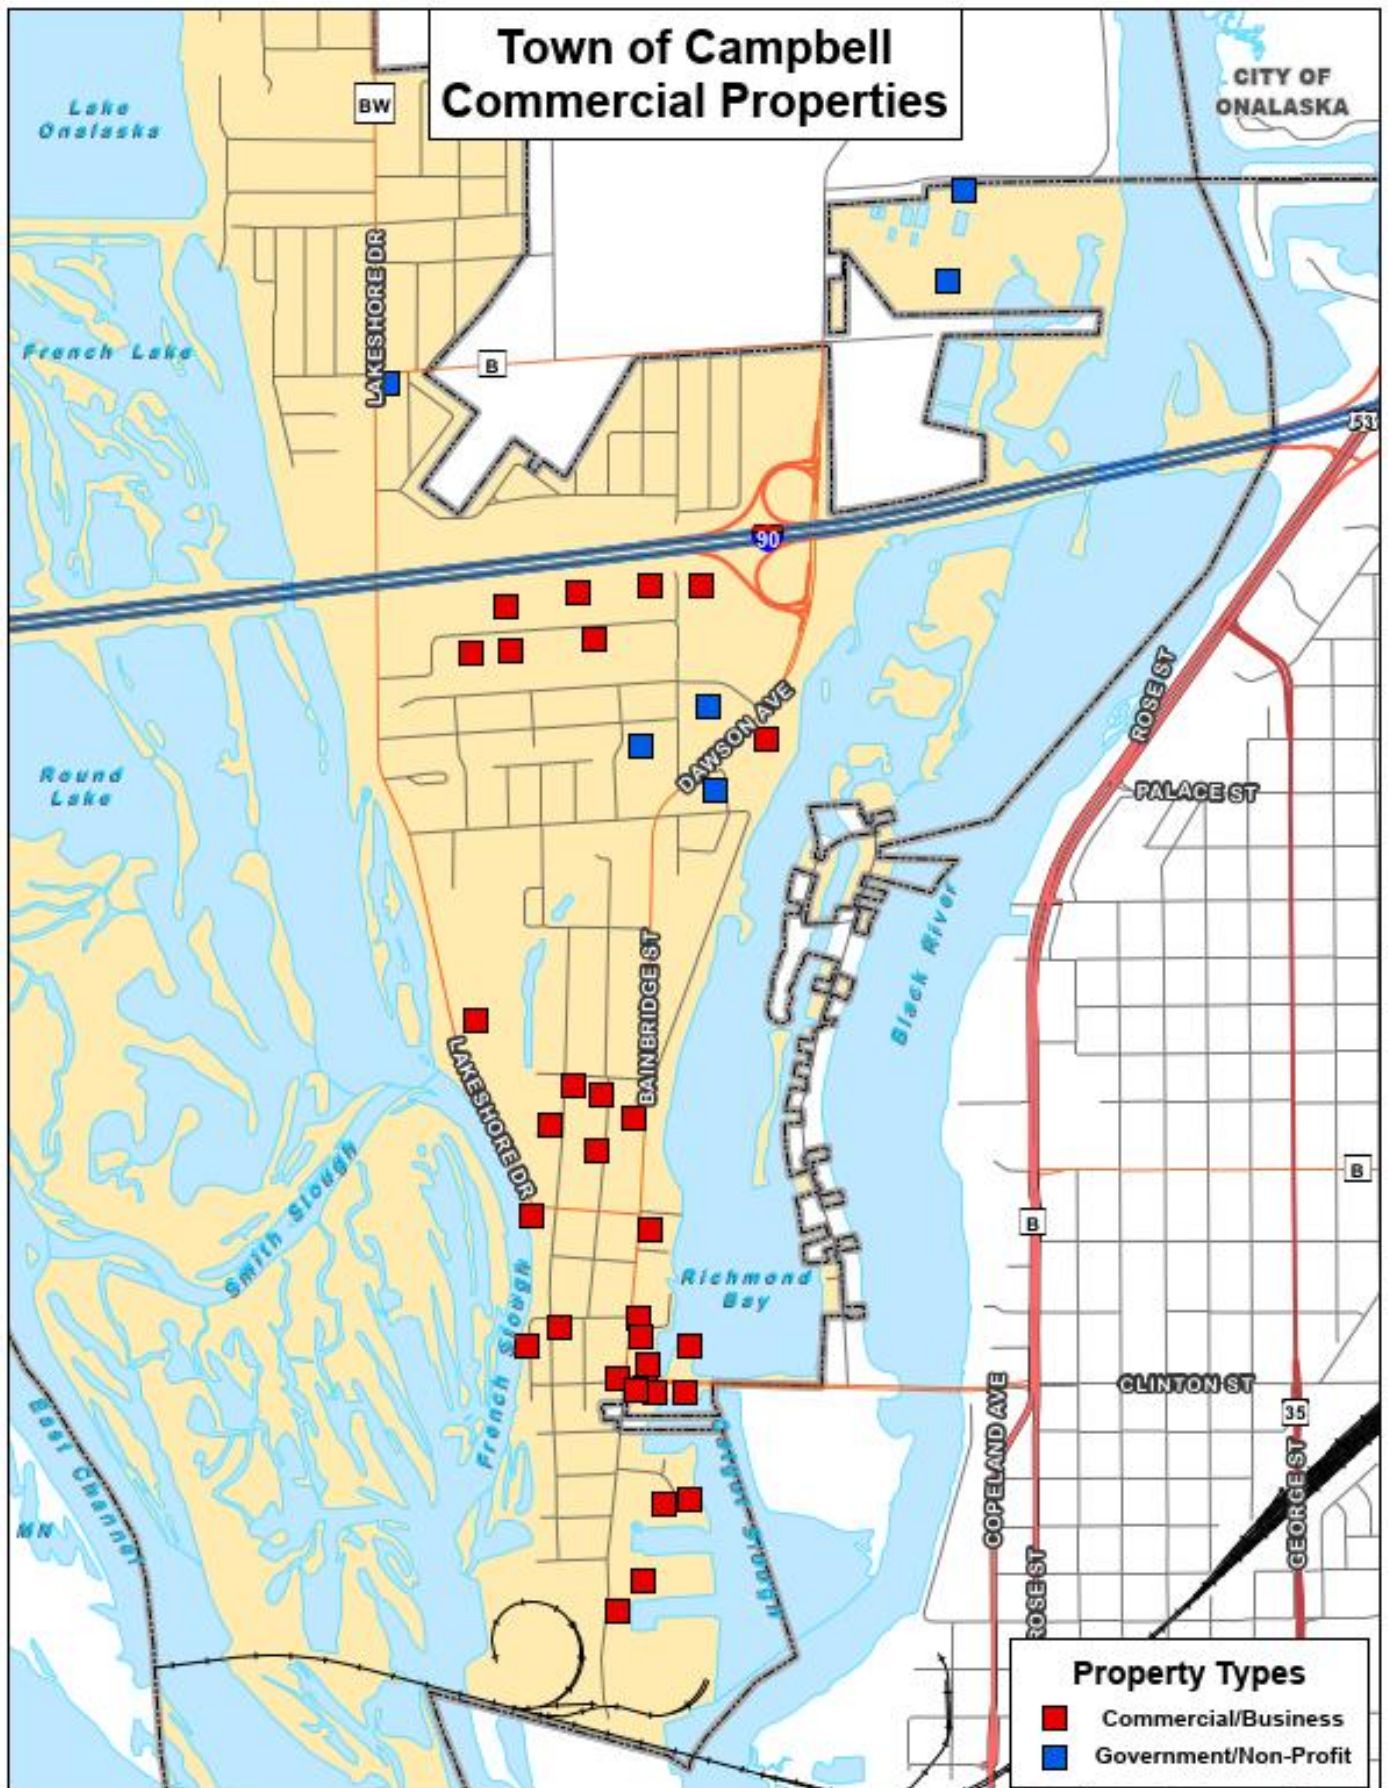 Town of Campbell
Commercial Properties
CITY OF
ONALASKA
Lake
Onalaska
BW
LAKESHORE DR
French Lake
B
53
90
ROSE ST
DAWSON AVE
Round
Lake
PALACE ST
Black River
BAINBRIDGE ST
LAKESHORE DR
Smith Slough
B
B
Richmond
Bay
French Slough
East Channel
MN
CLINTON ST
COPELAND AVE
35
GEORGE ST
ROSE ST
Property Types
Commercial/Business
Government/Non-Profit